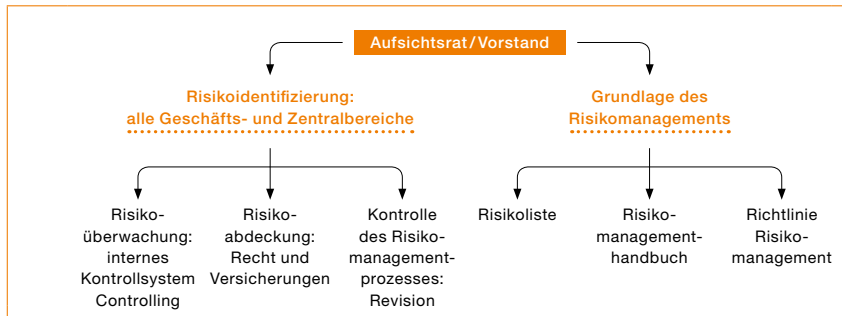 Aufsichtsrat/Vorstand
Risikoidentifizierung:
alle Geschäfts- und Zentralbereiche
Grundlage des
Risikomanagements
Risiko-
überwachung:
internes
Kontrollsystem
Controlling
Risiko-
abdeckung:
Recht und
Versicherungen
Kontrolle
des Risiko-
management-
prozesses:
Revision
Risikoliste
Risiko-
management-
handbuch
Richtlinie
Risiko-
management